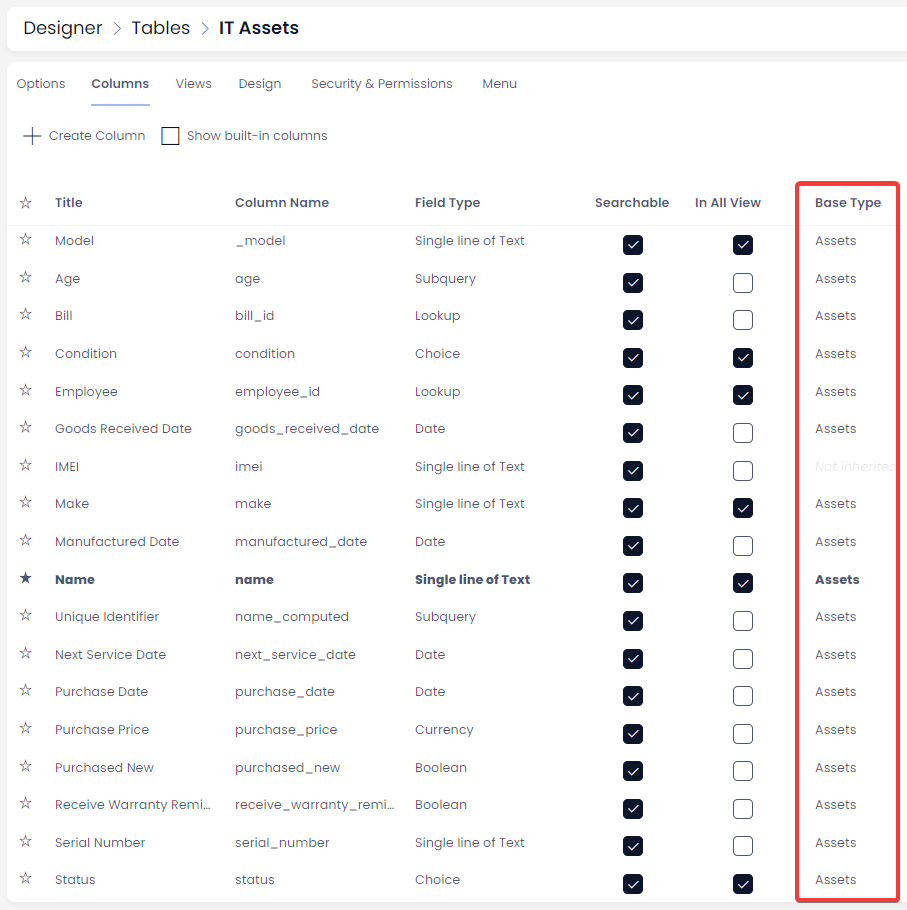 Designer > Tables > IT Assets
Options Columns Views Design Security & Permissions Menu
Create Column Show built-in columns
Title Column Name Field Type Searchable In All View Base Type
Model _model Single line of Text Assets
Age age Subquery Assets
Bill bill_id Lookup Assets
Condition condition Choice Assets
Employee employee_id Lookup Assets
Goods Received Date goods_received_date Date Assets
IMEI imei Single line of Text Not inherited
Make make Single line of Text Assets
Manufactured Date manufactured_date Date Assets
Name name Single line of Text Assets
Unique Identifier name_computed Subquery Assets
Next Service Date next_service_date Date Assets
Purchase Date purchase_date Date Assets
Purchase Price purchase_price Currency Assets
Purchased New purchased_new Boolean Assets
Receive Warranty Remi... receive_warranty_remi... Boolean Assets
Serial Number serial_number Single line of Text Assets
Status status Choice Assets